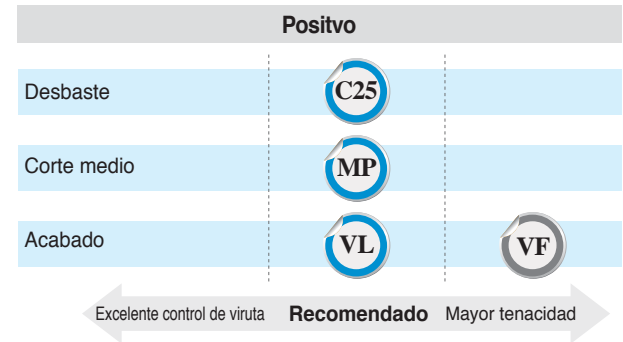 Positvo
Desbaste
C25
Corte medio
MP
Acabado
VL VF
Excelente control de viruta Recomendado Mayor tenacidad